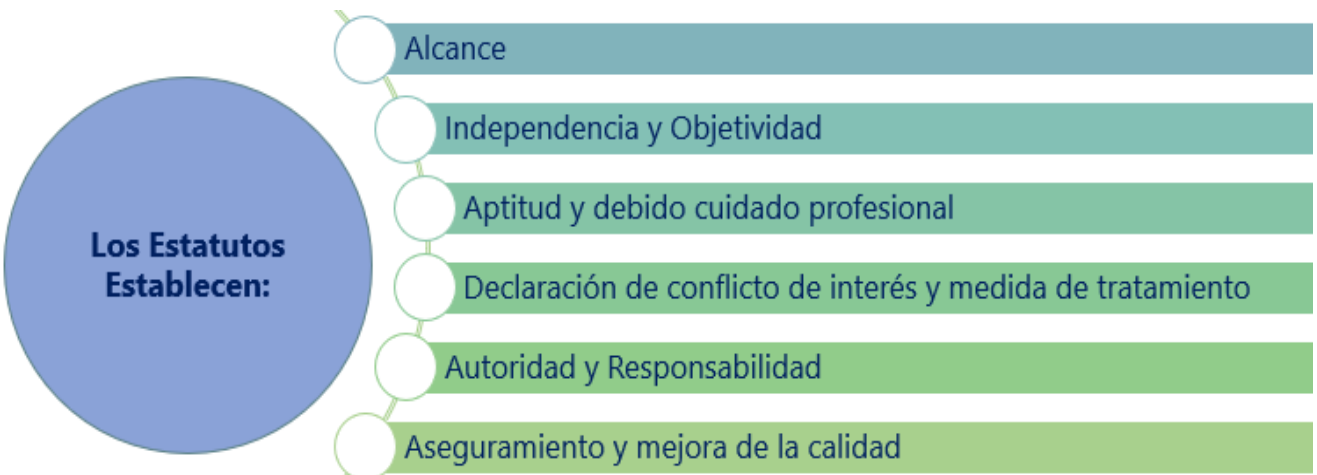 Los Estatutos
Establecen:
Alcance
Independencia y Objetividad
Aptitud y debido cuidado profesional
Declaración de conflicto de interés y medida de tratamiento
Autoridad y Responsabilidad
Aseguramiento y mejora de la calidad